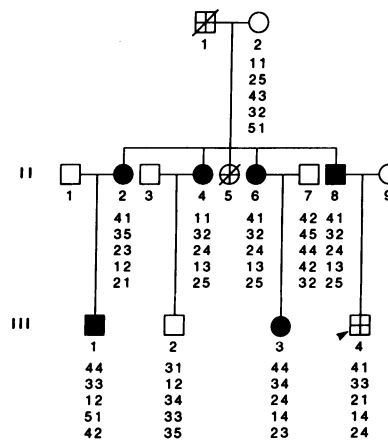 1 2
11
25
43
32
51
II
1 2 3 4 5 6 7 8 9
41 11 41 42 41
35 32 32 45 32
23 24 24 44 24
12 13 13 42 13
21 25 25 32 25
III
1 2 3 4
44 31 44 41
33 12 34 33
12 34 24 21
51 33 14 14
42 35 23 24